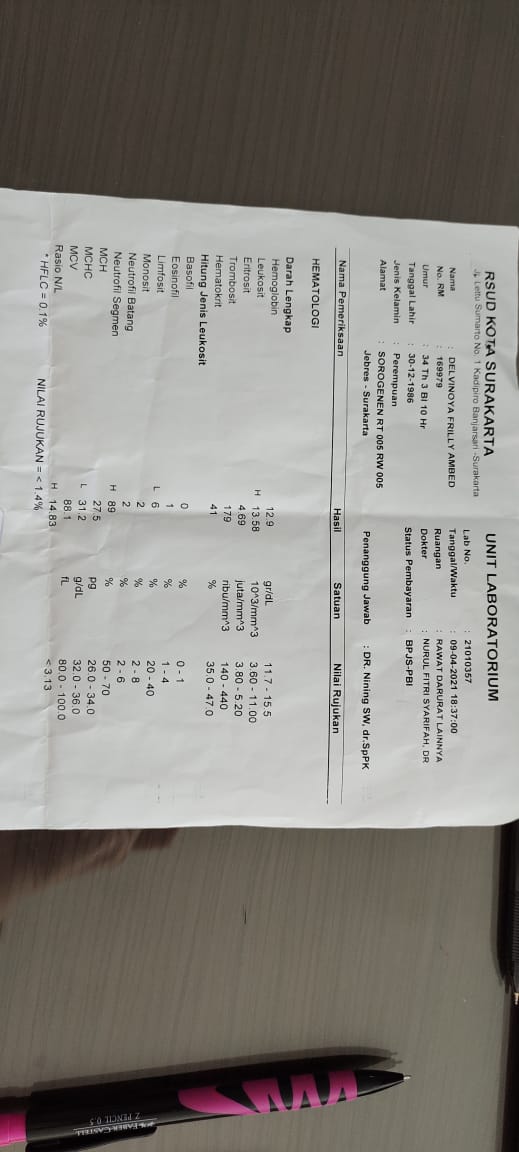 RSUD KOTA SURAKARTA
Jl. Lettu Sumarto No. 1 Kadipiro Banjarsari -Surakarta
UNIT LABORATORIUM
Nama : DELVINOYA FRILLY AMBED
No. RM : 169979
Umur : 34 Th 3 Bl 10 Hr
Tanggal Lahir : 30-12-1986
Jenis Kelamin : Perempuan
Alamat : SOROGENEN RT 005 RW 005
Jebres - Surakarta
Lab No. : 21010357
Tanggal/Waktu : 09-04-2021 18:37:00
Ruangan : RAWAT DARURAT LAINNYA
Dokter : NURUL FITRI SYARIFAH, DR
Status Pembayaran : BPJS-PBI
Penanggung Jawab : DR. Nining SW, dr.SpPK
Nama Pemeriksaan Hasil Satuan Nilai Rujukan
HEMATOLOGI
Darah Lengkap
Hemoglobin 12.9 gr/dL 11.7 - 15.5
Leukosit H 13.58 10^3/mm^3 3.60 - 11.00
Eritrosit 4.69 juta/mm^3 3.80 - 5.20
Trombosit 179 ribu/mm^3 140 - 440
Hematokrit 41 % 35.0 - 47.0
Hitung Jenis Leukosit
Basofil 0 % 0 - 1
Eosinofil 1 % 1 - 4
Limfosit L 6 % 20 - 40
Monosit 2 % 2 - 8
Neutrofil Batang 2 % 2 - 6
Neutrofil Segmen H 89 % 50 - 70
MCH 27.5 pg 26.0 - 34.0
MCHC L 31.2 g/dL 32.0 - 36.0
MCV 88.1 fL 80.0 - 100.0
Rasio N/L H 14.83 < 3.13
* HFLC = 0.1% NILAI RUJUKAN = < 1.4%
FABER-CASTELL
Z PENCIL 0.5